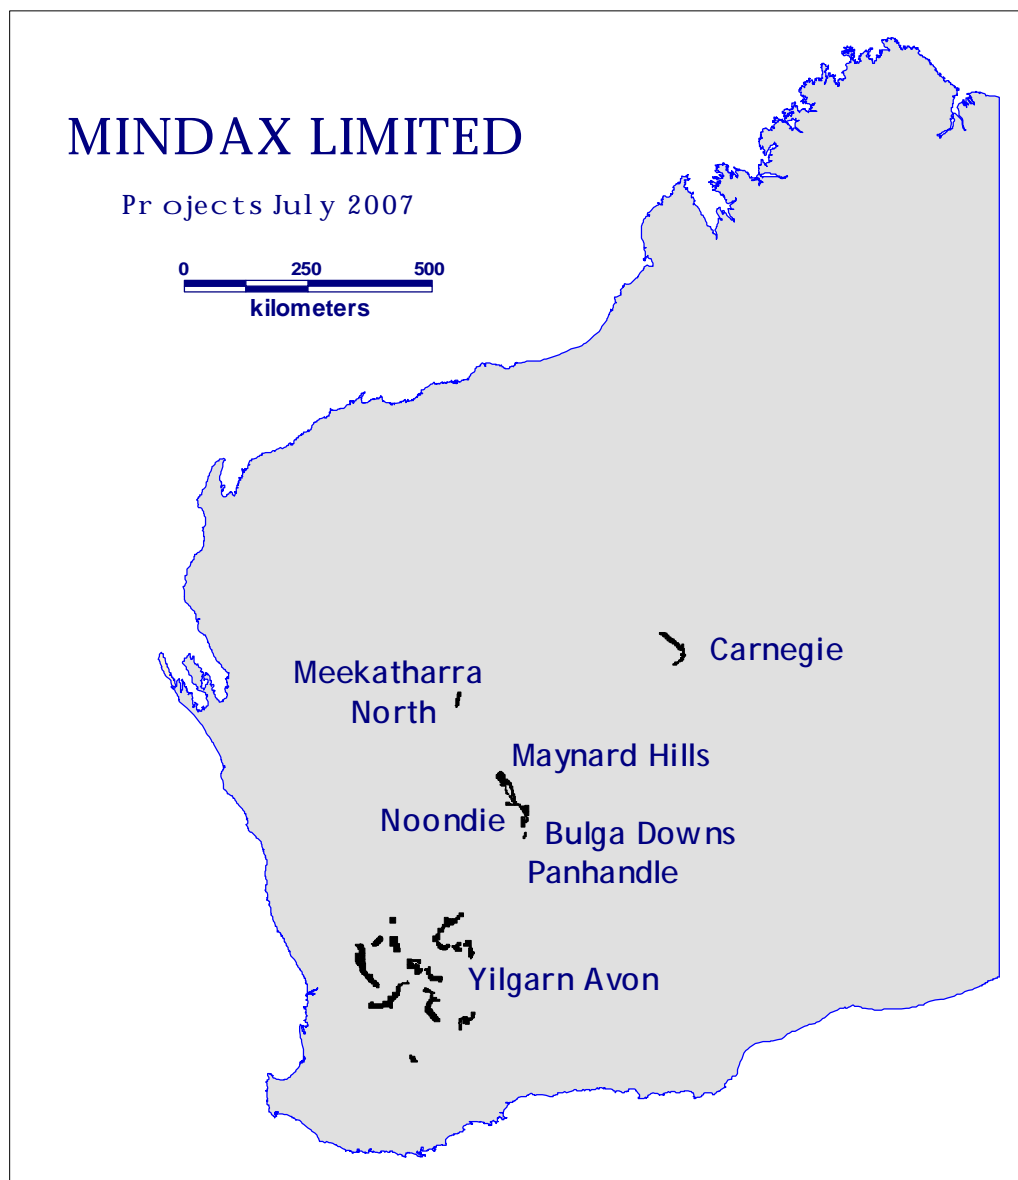 MINDAX LIMITED
Projects July 2007
0 250 500
kilometers
Carnegie
Meekatharra
North
Maynard Hills
Noondie
Bulga Downs
Panhandle
Yilgarn Avon